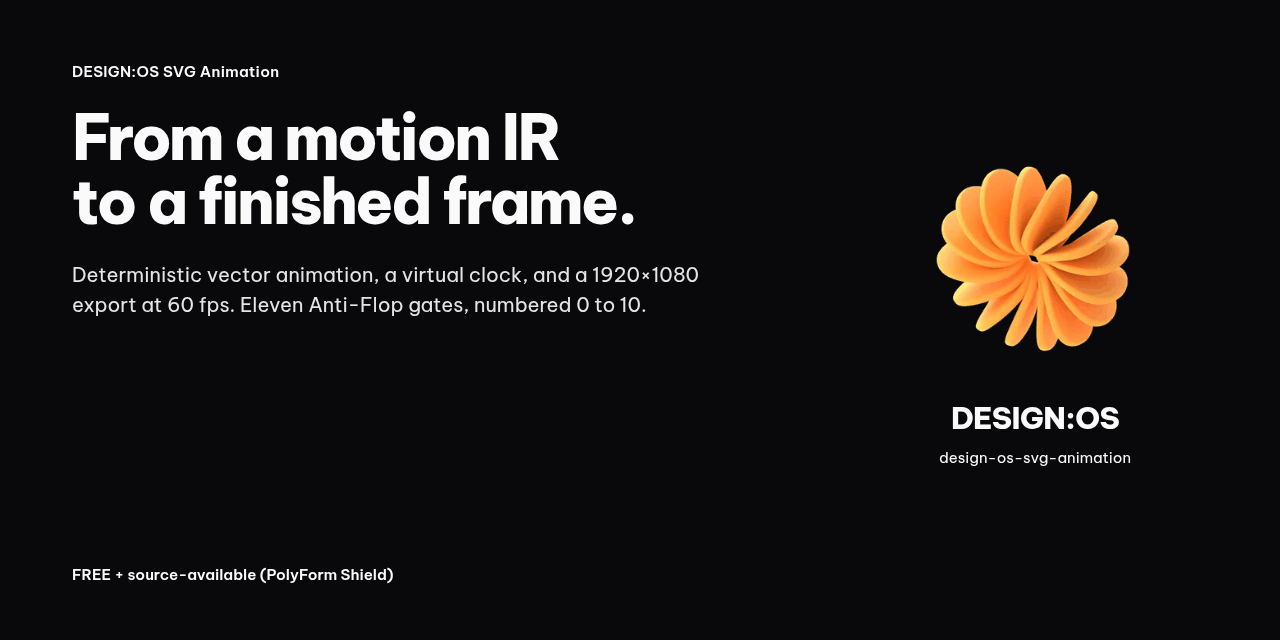 DESIGN:OS SVG Animation
From a motion IR
to a finished frame.
Deterministic vector animation, a virtual clock, and a 1920×1080
export at 60 fps. Eleven Anti-Flop gates, numbered 0 to 10.
DESIGN:OS
design-os-svg-animation
FREE + source-available (PolyForm Shield)